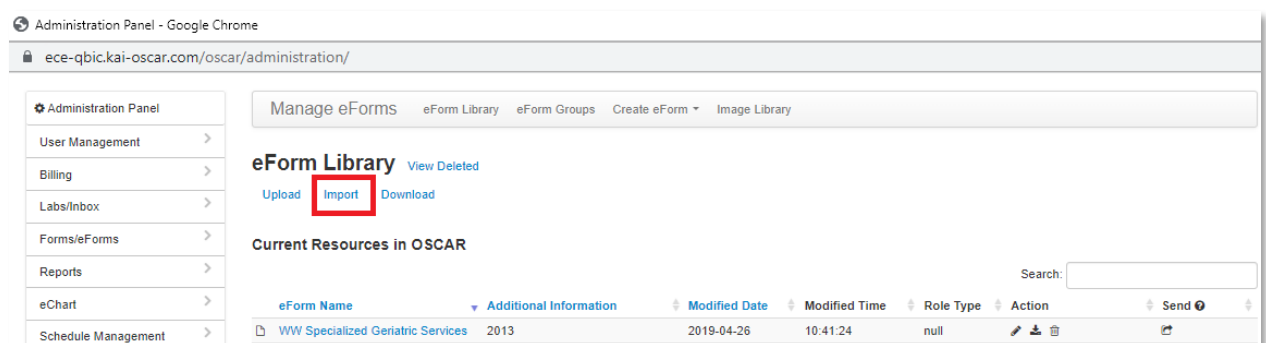 Administration Panel - Google Chrome
ece-qbic.kai-oscar.com/oscar/administration/
Administration Panel
User Management
Billing
Labs/Inbox
Forms/eForms
Reports
eChart
Schedule Management
Manage eForms eForm Library eForm Groups Create eForm Image Library
eForm Library View Deleted
Upload Import Download
Current Resources in OSCAR
Search:
eForm Name Additional Information Modified Date Modified Time Role Type Action Send
WW Specialized Geriatric Services 2013 2019-04-26 10:41:24 null